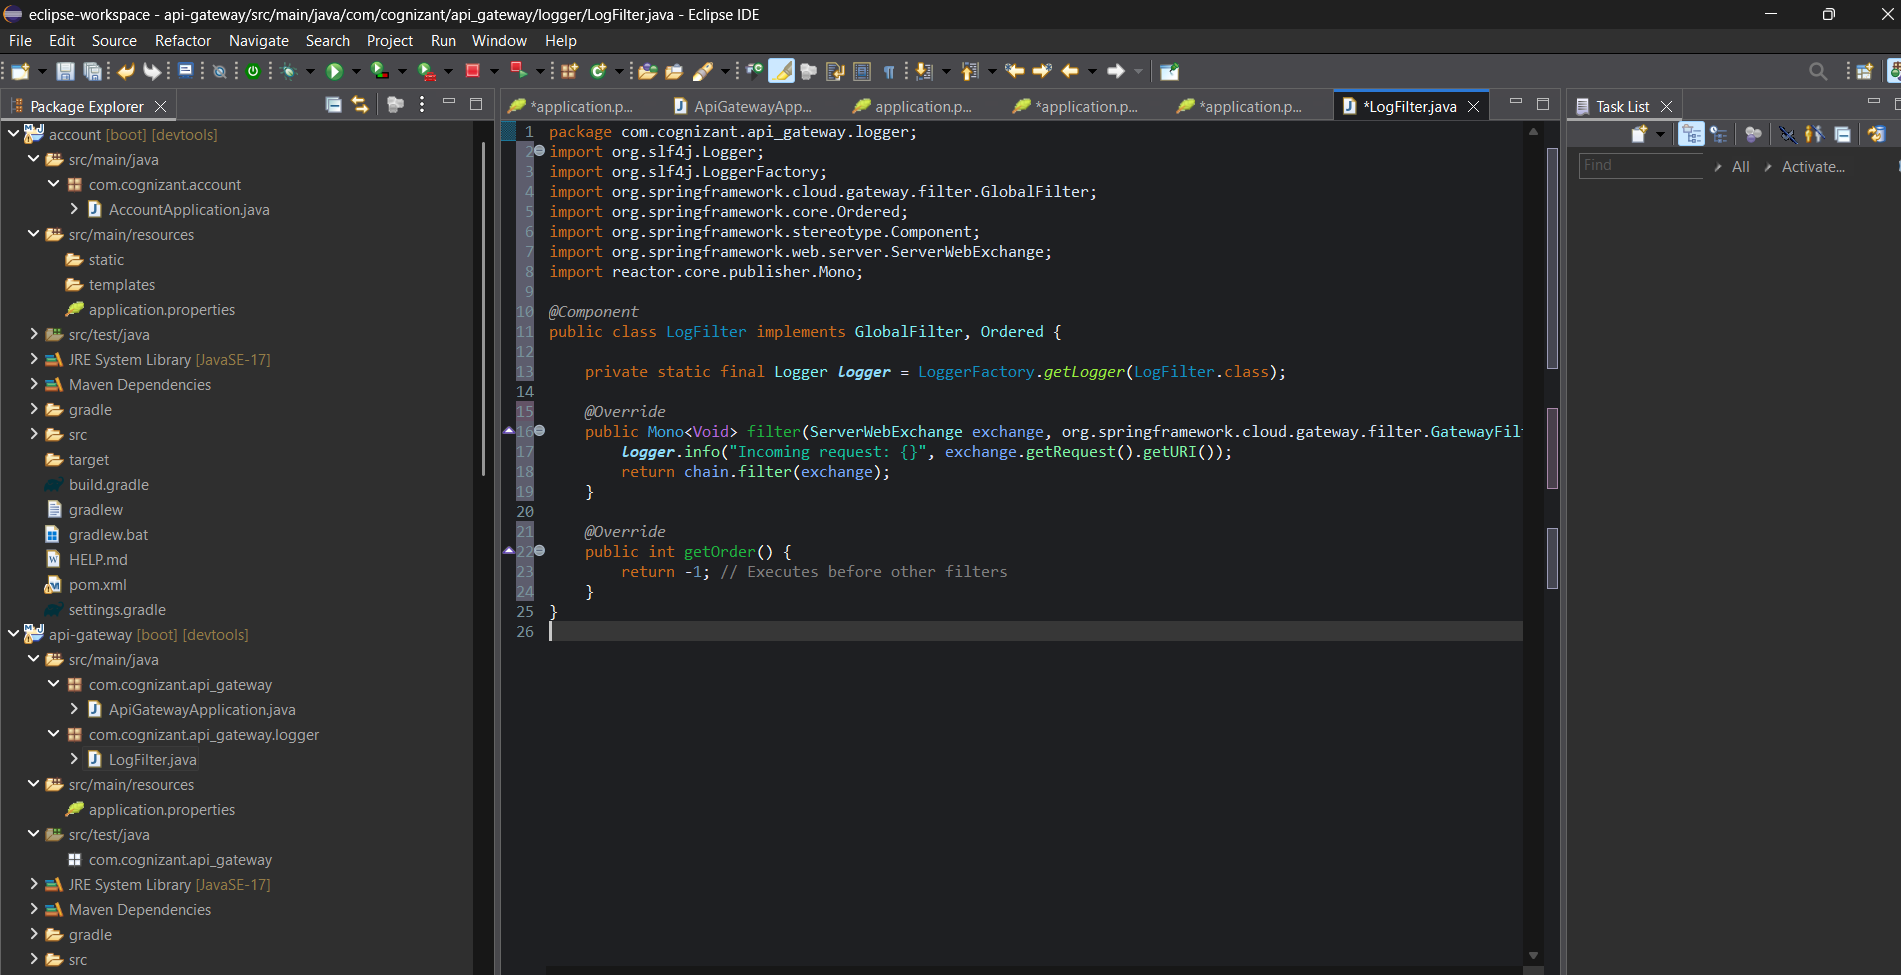 eclipse-workspace - api-gateway/src/main/java/com/cognizant/api_gateway/logger/LogFilter.java - Eclipse IDE
File Edit Source Refactor Navigate Search Project Run Window Help
Package Explorer
account [boot] [devtools]
src/main/java
com.cognizant.account
AccountApplication.java
src/main/resources
static
templates
application.properties
src/test/java
JRE System Library [JavaSE-17]
Maven Dependencies
gradle
src
target
build.gradle
gradlew
gradlew.bat
HELP.md
pom.xml
settings.gradle
api-gateway [boot] [devtools]
src/main/java
com.cognizant.api_gateway
ApiGatewayApplication.java
com.cognizant.api_gateway.logger
LogFilter.java
src/main/resources
application.properties
src/test/java
com.cognizant.api_gateway
JRE System Library [JavaSE-17]
Maven Dependencies
gradle
src
*application.p... ApiGatewayApp... application.p... *application.p... *application.p... *LogFilter.java
1 package com.cognizant.api_gateway.logger;
2 import org.slf4j.Logger;
3 import org.slf4j.LoggerFactory;
4 import org.springframework.cloud.gateway.filter.GlobalFilter;
5 import org.springframework.core.Ordered;
6 import org.springframework.stereotype.Component;
7 import org.springframework.web.server.ServerWebExchange;
8 import reactor.core.publisher.Mono;
9
10 @Component
11 public class LogFilter implements GlobalFilter, Ordered {
12
13 private static final Logger logger = LoggerFactory.getLogger(LogFilter.class);
14
15 @Override
16 public Mono<Void> filter(ServerWebExchange exchange, org.springframework.cloud.gateway.filter.GatewayFil
17 logger.info("Incoming request: {}", exchange.getRequest().getURI());
18 return chain.filter(exchange);
19 }
20
21 @Override
22 public int getOrder() {
23 return -1; // Executes before other filters
24 }
25 }
26
Task List
Find All Activate...